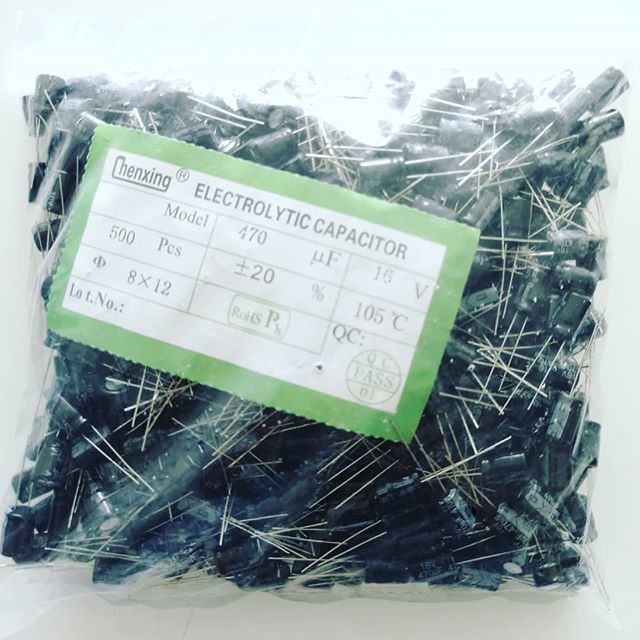 Chenxing ® ELECTROLYTIC CAPACITOR
Model 470 μF 16 V
500 Pcs ±20 % 105℃
Φ 8×12 RoHS Pb QC:
Lot.No.: QC PASS 01